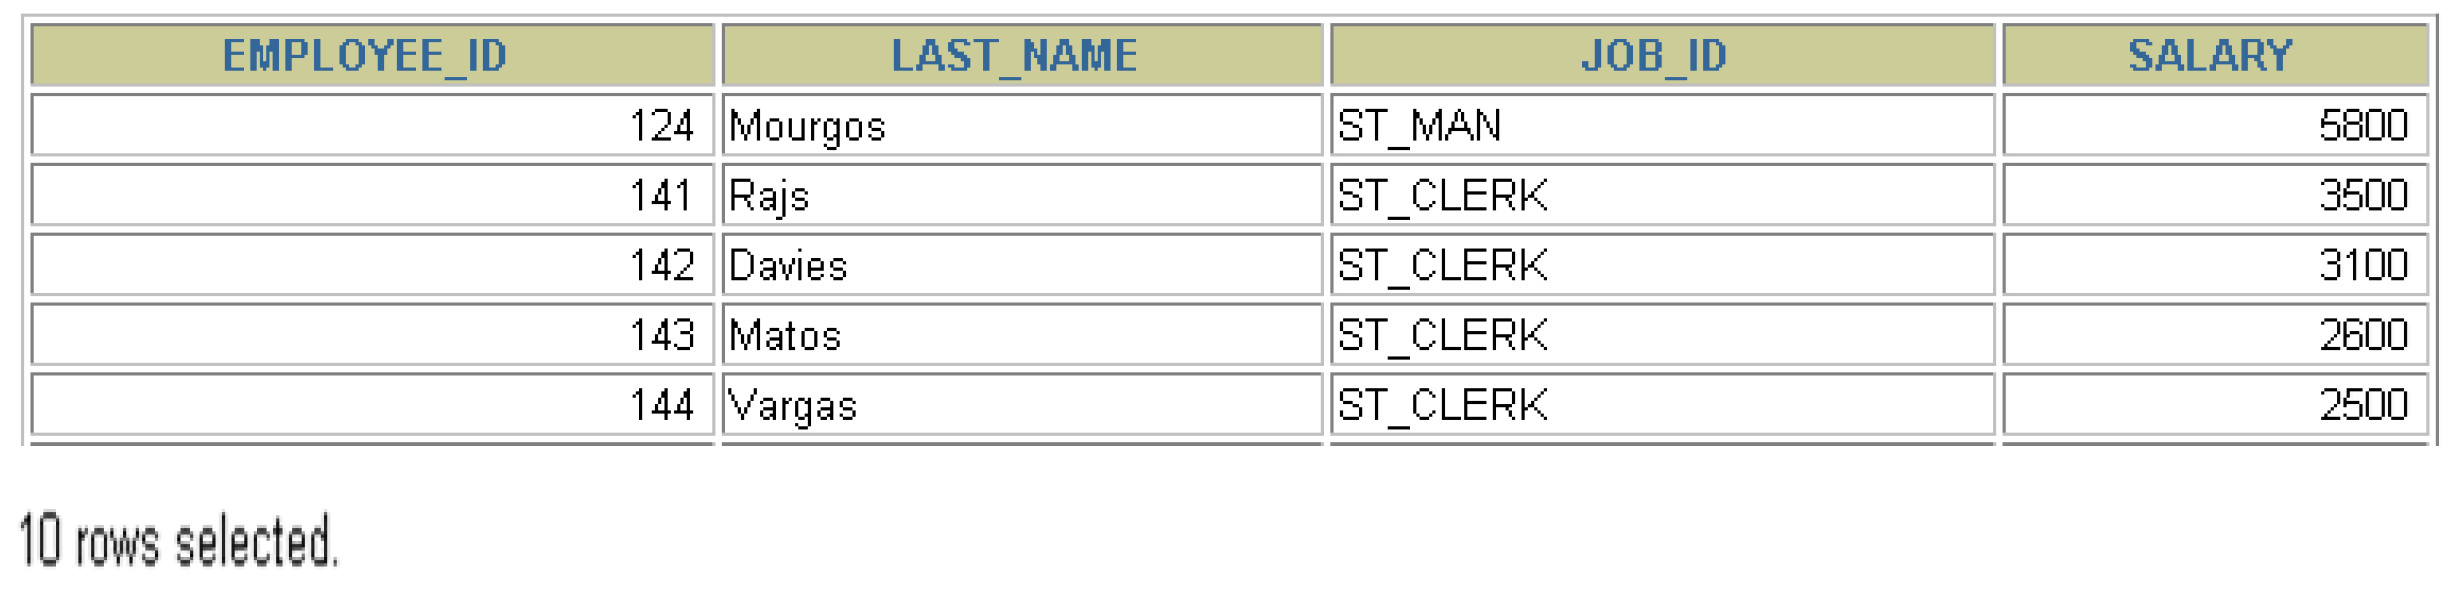 EMPLOYEE_ID LAST_NAME JOB_ID SALARY
124 Mourgos ST_MAN 5800
141 Rajs ST_CLERK 3500
142 Davies ST_CLERK 3100
143 Matos ST_CLERK 2600
144 Vargas ST_CLERK 2500
10 rows selected.